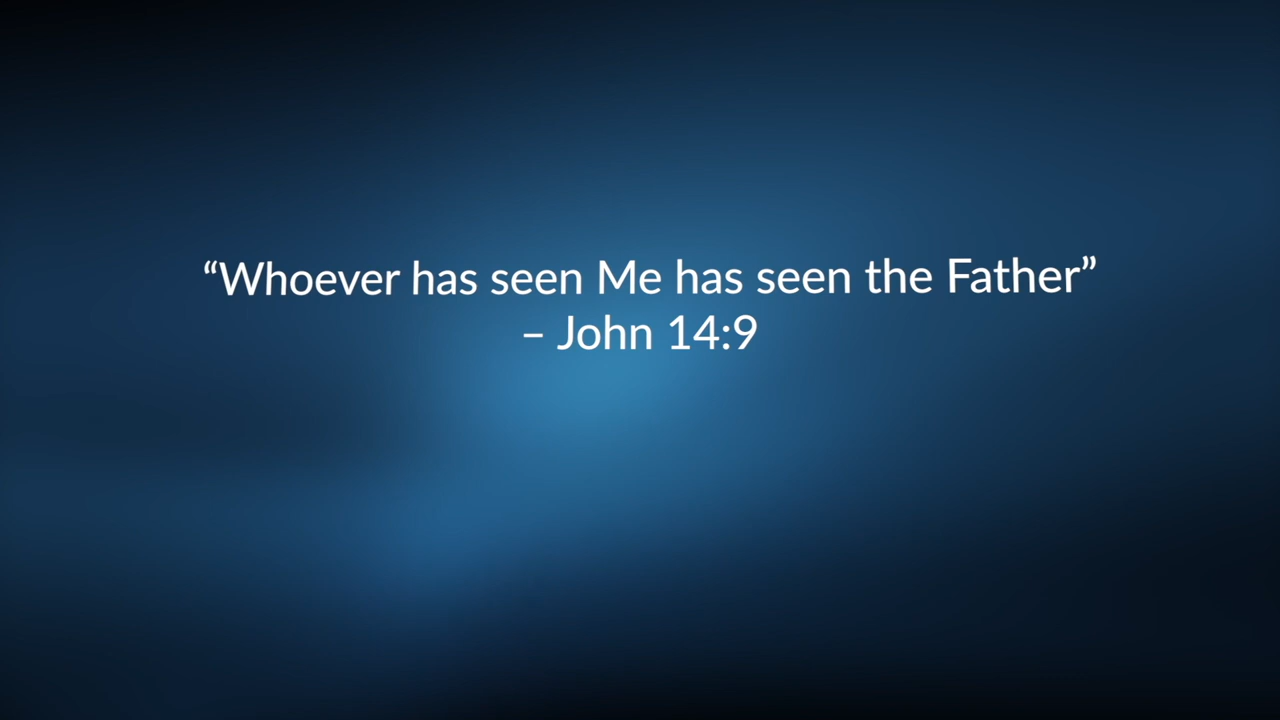 “Whoever has seen Me has seen the Father”
– John 14:9